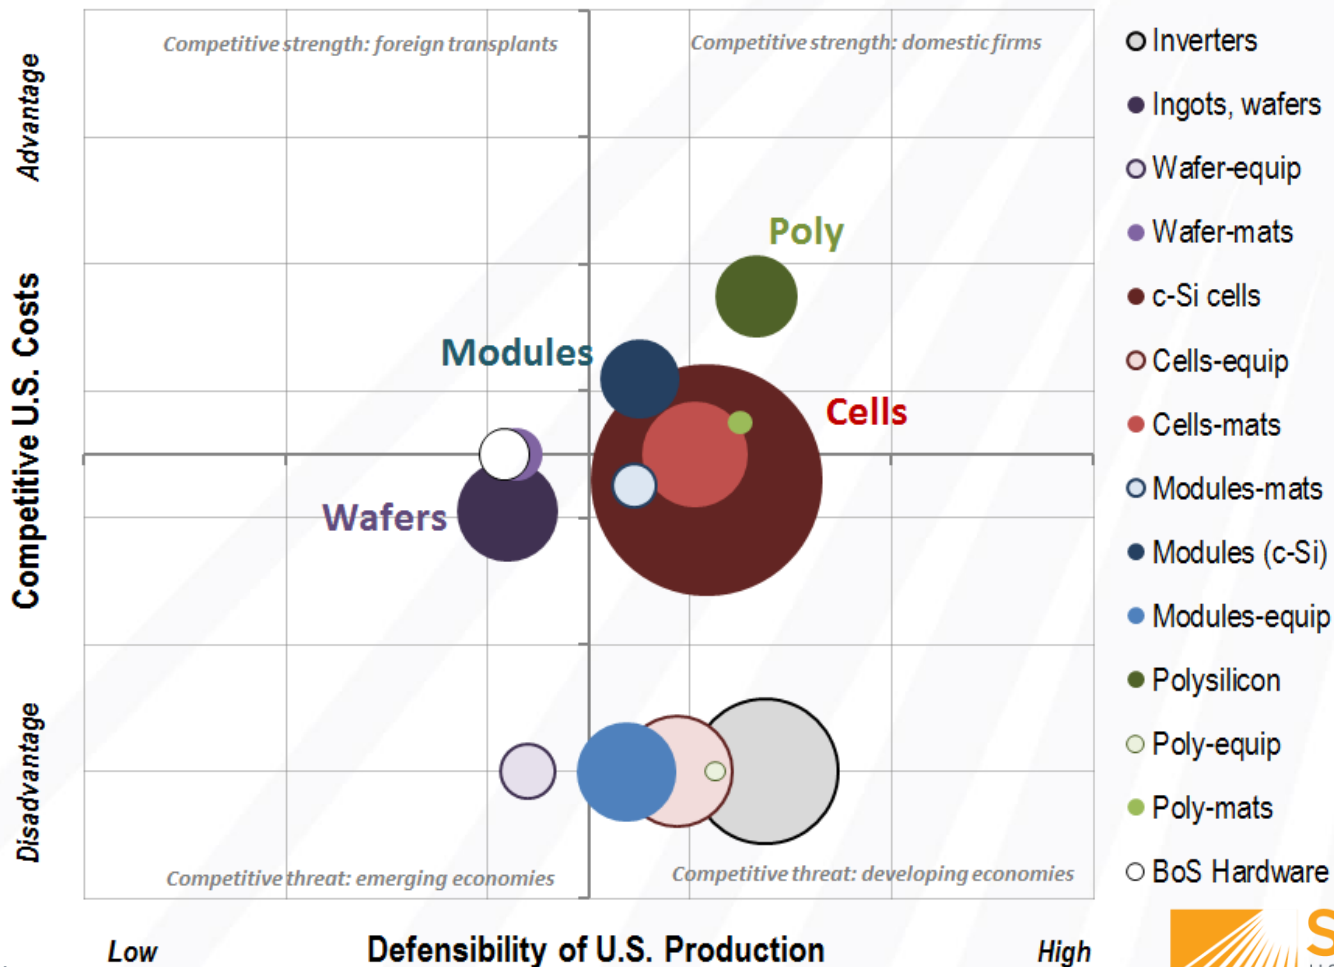 Competitive strength: foreign transplants
Competitive strength: domestic firms
Advantage
Competitive U.S. Costs
Disadvantage
Poly
Modules
Cells
Wafers
Competitive threat: emerging economies
Competitive threat: developing economies
Low
Defensibility of U.S. Production
High
Inverters
Ingots, wafers
Wafer-equip
Wafer-mats
c-Si cells
Cells-equip
Cells-mats
Modules-mats
Modules (c-Si)
Modules-equip
Polysilicon
Poly-equip
Poly-mats
BoS Hardware
S